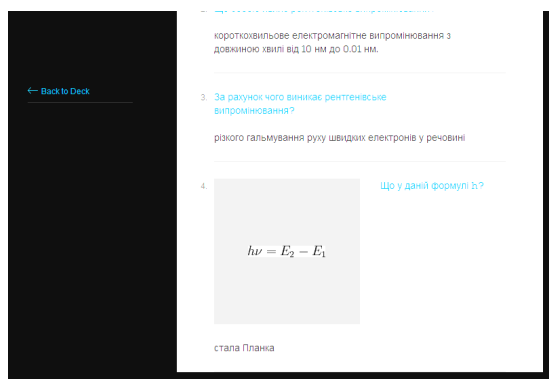 ← Back to Deck
короткохвильове електромагнітне випромінювання з
довжиною хвилі від 10 нм до 0.01 нм.
3. За рахунок чого виникає рентгенівське
випромінювання?
різкого гальмування руху швидких електронів у речовині
4. Що у даній формулі h?
hν = E₂ − E₁
стала Планка